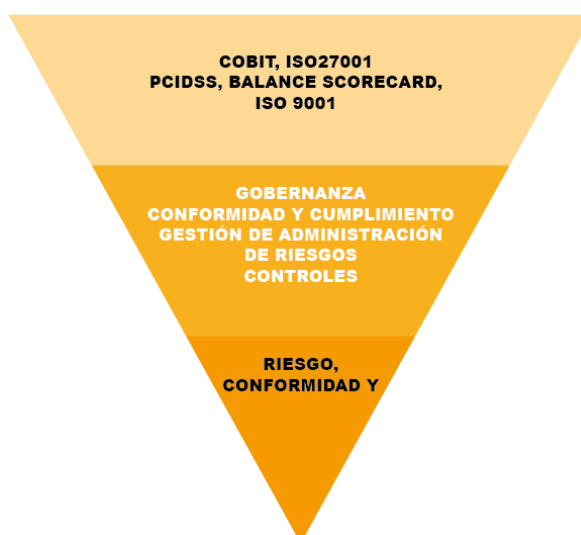 COBIT, ISO27001
PCIDSS, BALANCE SCORECARD,
ISO 9001
GOBERNANZA
CONFORMIDAD Y CUMPLIMIENTO
GESTIÓN DE ADMINISTRACIÓN
DE RIESGOS
CONTROLES
RIESGO,
CONFORMIDAD Y